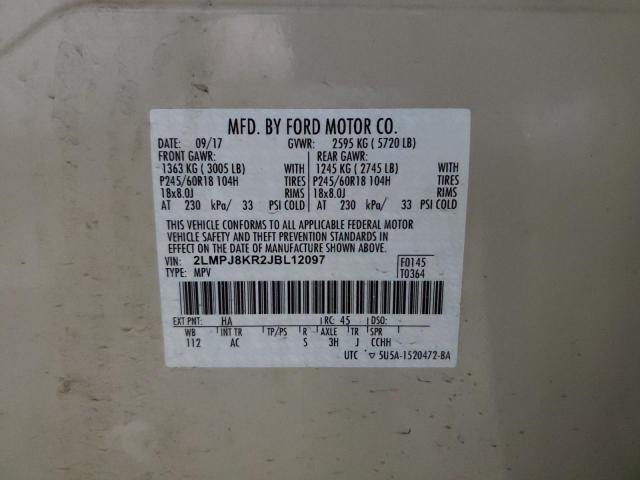 MFD. BY FORD MOTOR CO.
DATE: 09/17 GVWR: 2595 KG ( 5720 LB)
FRONT GAWR: REAR GAWR:
1363 KG ( 3005 LB) WITH 1245 KG ( 2745 LB) WITH
P245/60R18 104H TIRES P245/60R18 104H TIRES
18x8.0J RIMS 18x8.0J RIMS
AT 230 kPa/ 33 PSI COLD AT 230 kPa/ 33 PSI COLD
THIS VEHICLE CONFORMS TO ALL APPLICABLE FEDERAL MOTOR
VEHICLE SAFETY AND THEFT PREVENTION STANDARDS IN
EFFECT ON THE DATE OF MANUFACTURE SHOWN ABOVE.
VIN: 2LMPJ8KR2JBL12097 F0145
TYPE: MPV T0364
EXT PNT: HA RC: 45 DSO:
WB INT TR TP/PS R AXLE TR SPR
112 AC S 3H J CCHH
UTC ▽ 5U5A-1520472-BA